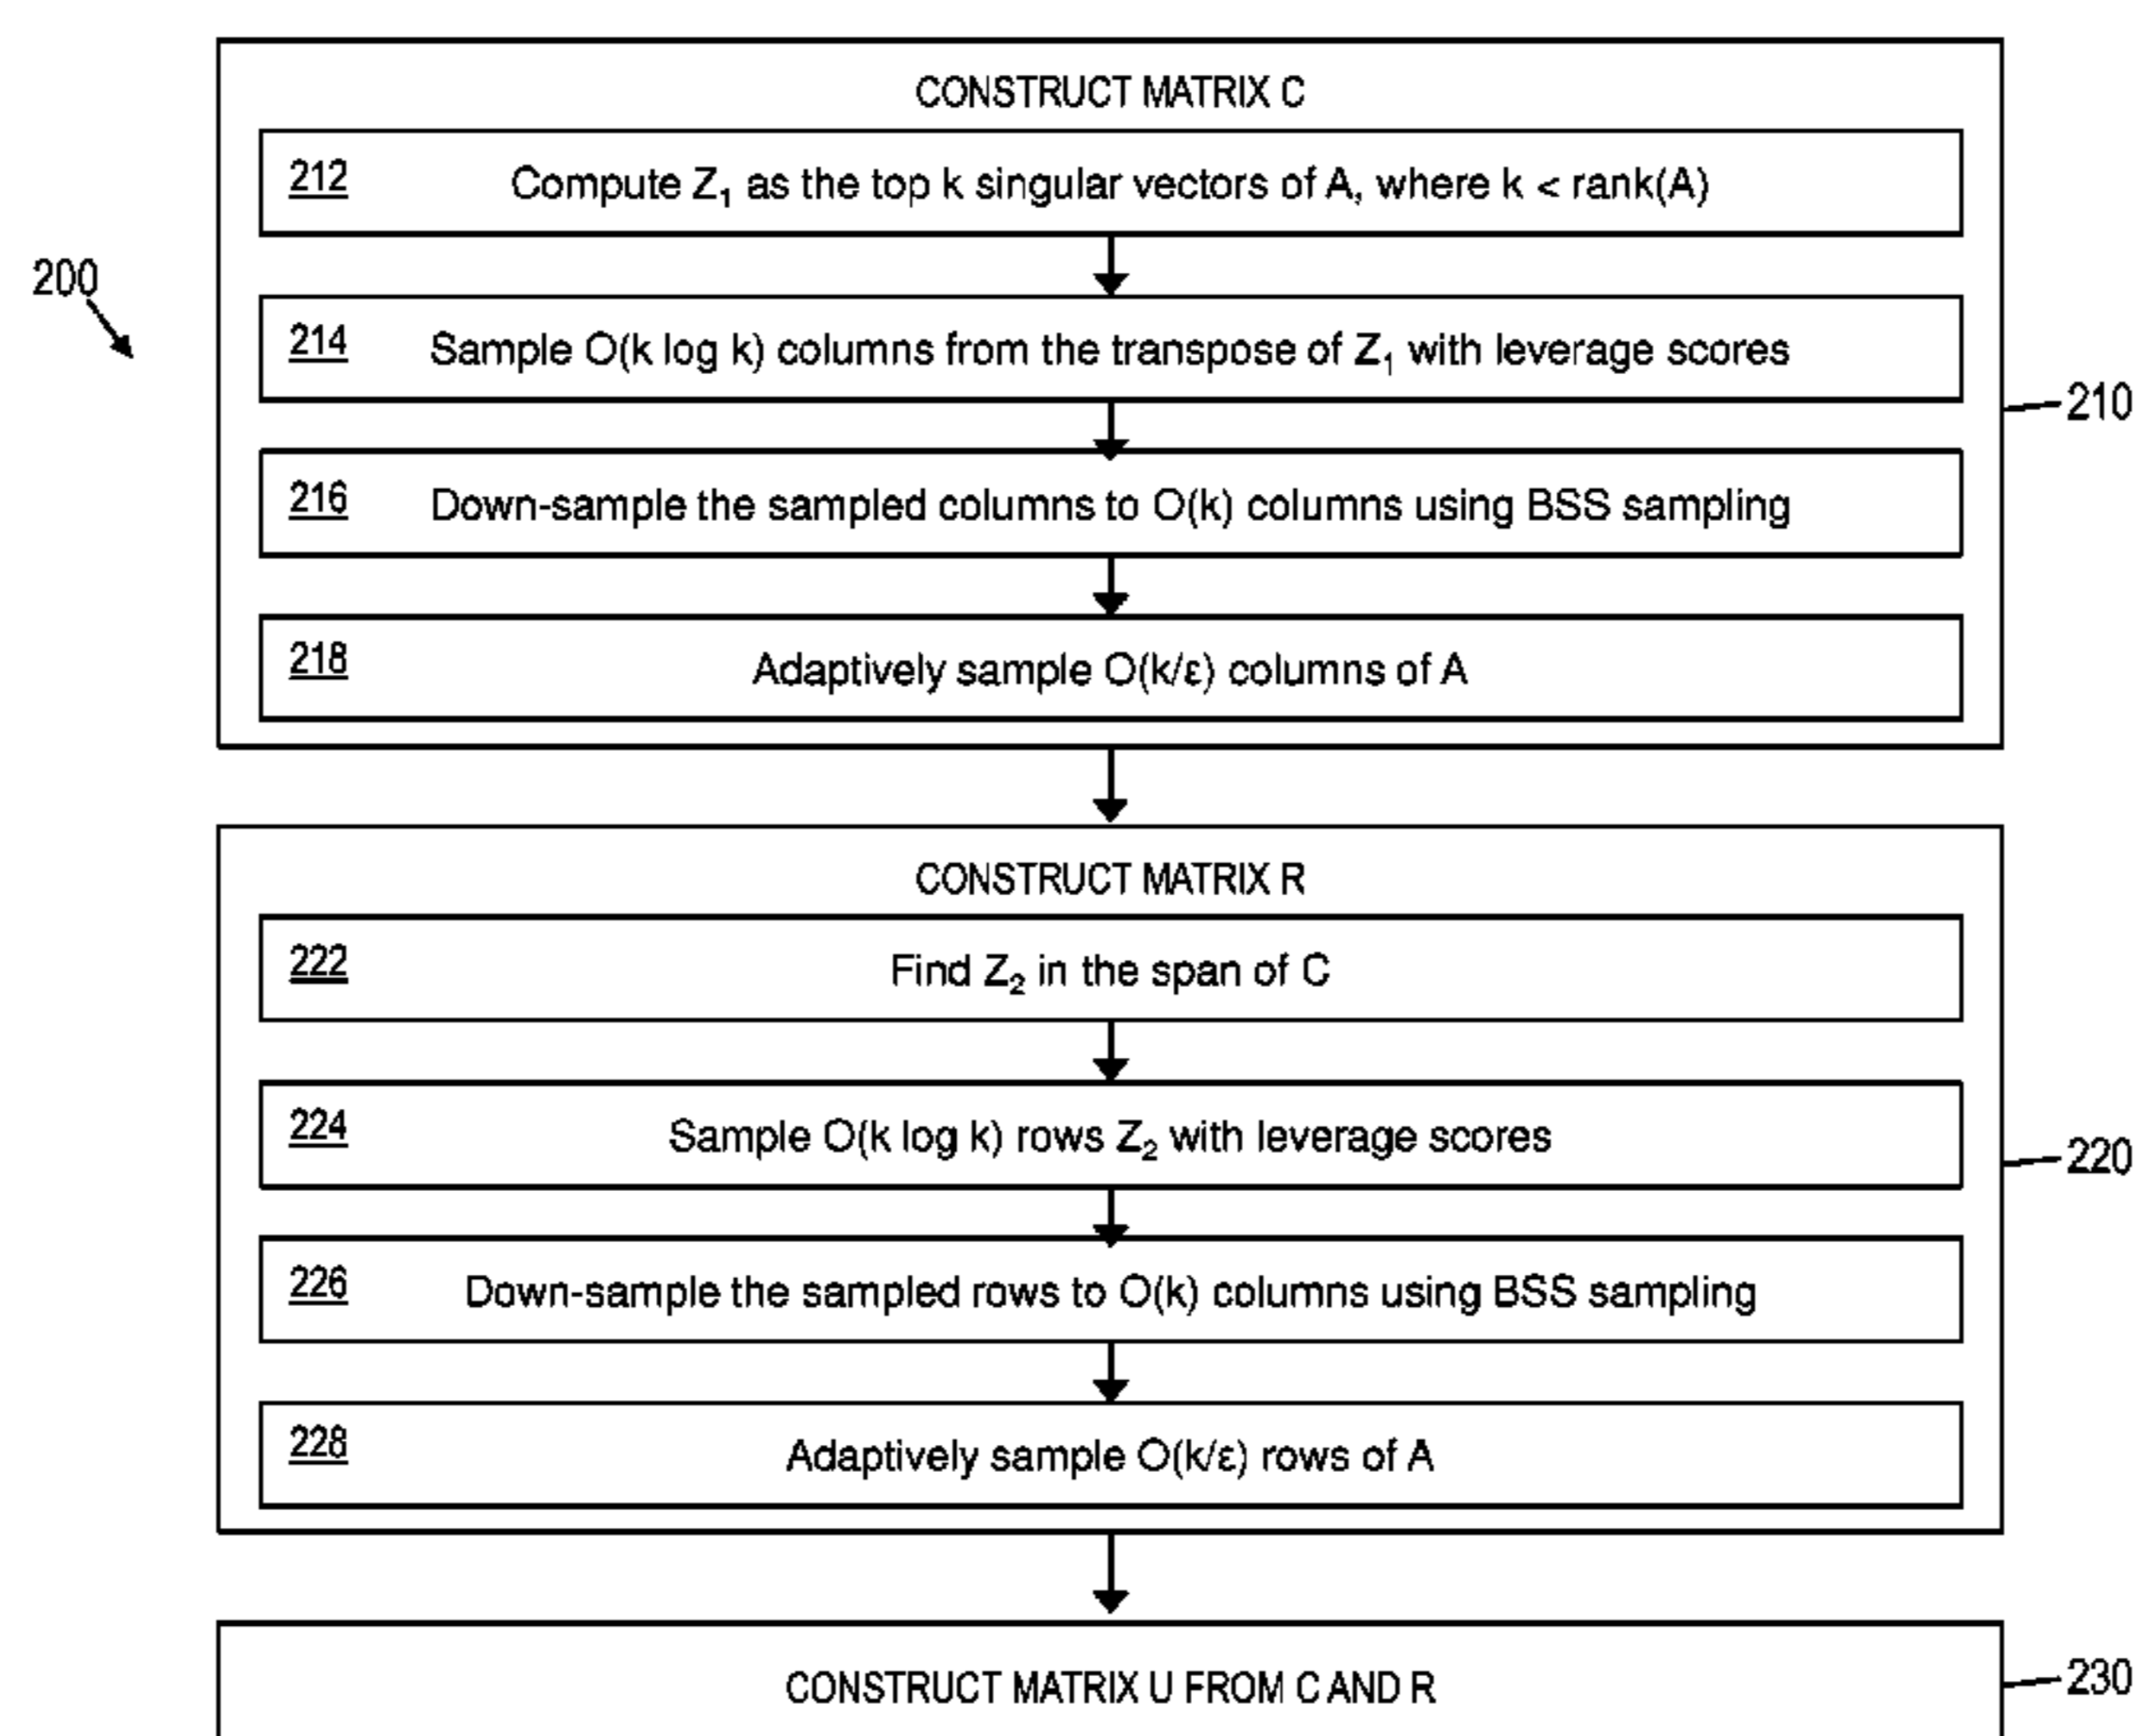 CONSTRUCT MATRIX C
212 Compute Z₁ as the top k singular vectors of A, where k < rank(A)
200
214 Sample O(k log k) columns from the transpose of Z₁ with leverage scores
210
216 Down-sample the sampled columns to O(k) columns using BSS sampling
218 Adaptively sample O(k/ε) columns of A
CONSTRUCT MATRIX R
222 Find Z₂ in the span of C
224 Sample O(k log k) rows Z₂ with leverage scores
220
226 Down-sample the sampled rows to O(k) columns using BSS sampling
228 Adaptively sample O(k/ε) rows of A
CONSTRUCT MATRIX U FROM C AND R
230